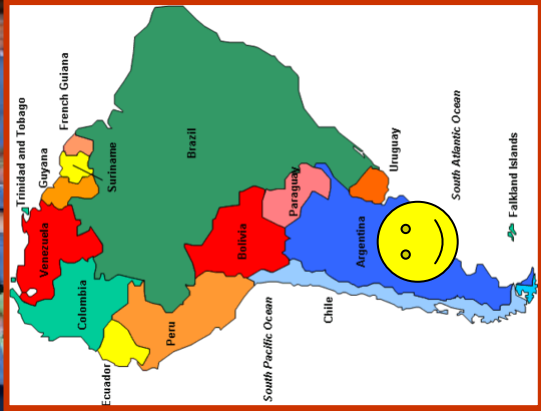 Trinidad and Tobago
French Guiana
Guyana
Suriname
Venezuela
Colombia
Ecuador
Brazil
Peru
Bolivia
Paraguay
South Pacific Ocean
Chile
Argentina
Uruguay
South Atlantic Ocean
Falkland Islands